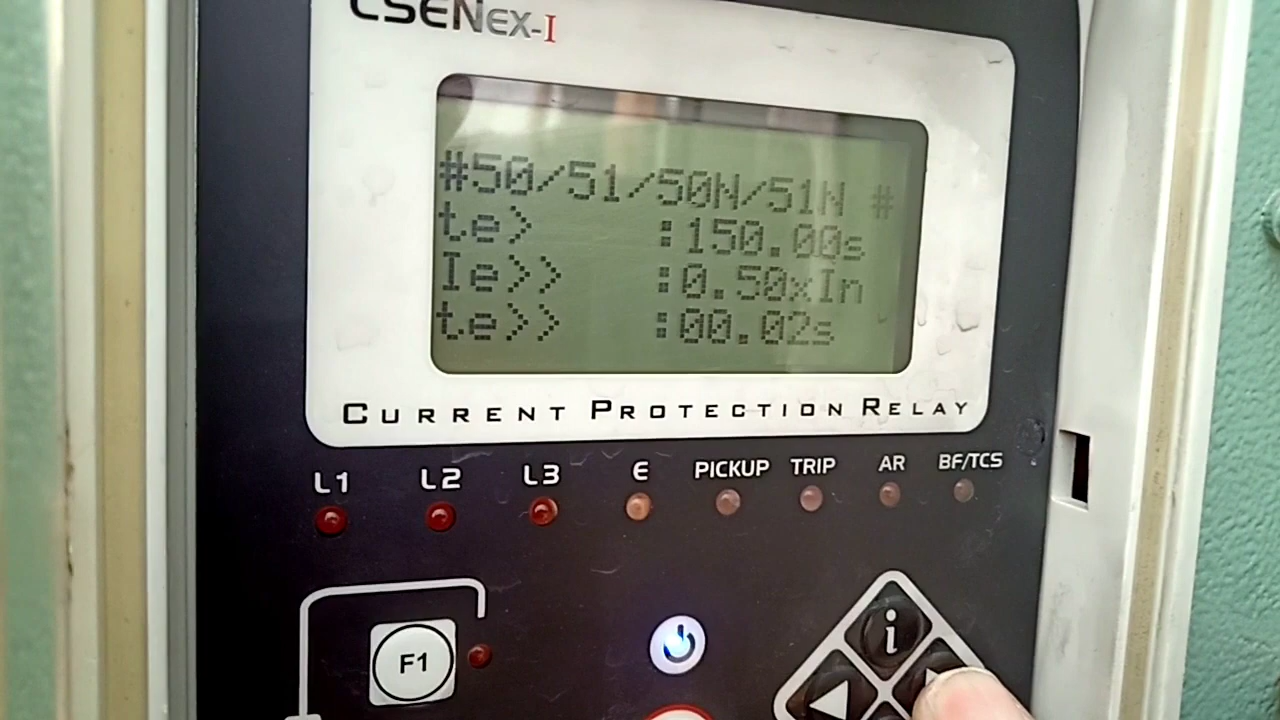 CSENEX-I
#50/51/50N/51N #
te> :150.00s
Ie>> :0.50xIn
te>> :00.02s
CURRENT PROTECTION RELAY
L1 L2 L3 E PICKUP TRIP AR BF/TCS
F1
i